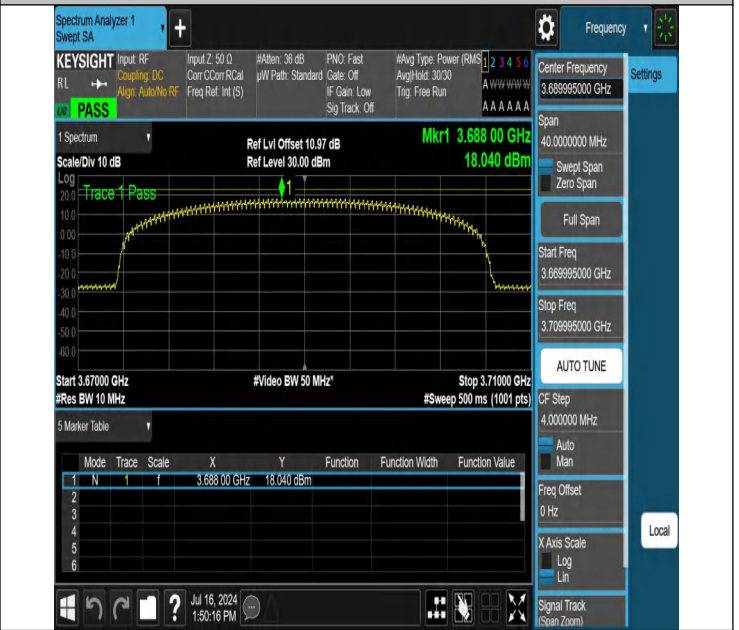 Spectrum Analyzer 1
Swept SA
+
Frequency
KEYSIGHT
Input: RF
Input Z: 50 Ω
#Atten: 36 dB
PNO: Fast
#Avg Type: Power (RMS
1 2 3 4 5 6
RL
Coupling: DC
Corr CCorr RCal
µW Path: Standard
Gate: Off
Avg|Hold: 30/30
A W W W W W
Align: Auto/No RF
Freq Ref: Int (S)
IF Gain: Low
Trig: Free Run
Sig Track: Off
A A A A A A
PASS
1 Spectrum
Ref Lvl Offset 10.97 dB
Mkr1 3.688 00 GHz
Scale/Div 10 dB
Ref Level 30.00 dBm
18.040 dBm
Log
Trace 1 Pass
1
20.0
10.0
0.00
-10.0
-20.0
-30.0
-40.0
-50.0
-60.0
Start 3.67000 GHz
#Video BW 50 MHz*
Stop 3.71000 GHz
#Res BW 10 MHz
#Sweep 500 ms (1001 pts)
5 Marker Table
Mode Trace Scale X Y Function Function Width Function Value
1 N 1 f 3.688 00 GHz 18.040 dBm
2
3
4
5
6
Center Frequency
3.689995000 GHz
Settings
Span
40.0000000 MHz
Swept Span
Zero Span
Full Span
Start Freq
3.669995000 GHz
Stop Freq
3.709995000 GHz
AUTO TUNE
CF Step
4.000000 MHz
Auto
Man
Freq Offset
0 Hz
X Axis Scale
Log
Lin
Signal Track
(Span Zoom)
Local
?
Jul 16, 2024
1:50:16 PM